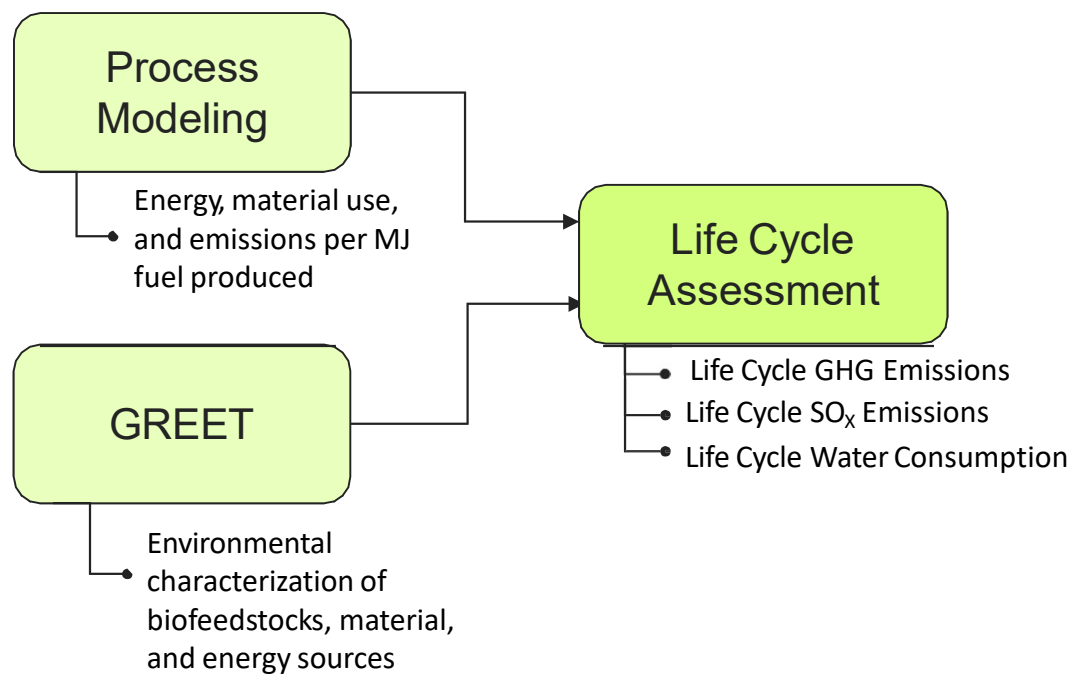 Process
Modeling
Energy, material use,
and emissions per MJ
fuel produced
GREET
Environmental
characterization of
biofeedstocks, material,
and energy sources
Life Cycle
Assessment
Life Cycle GHG Emissions
Life Cycle SOX Emissions
Life Cycle Water Consumption